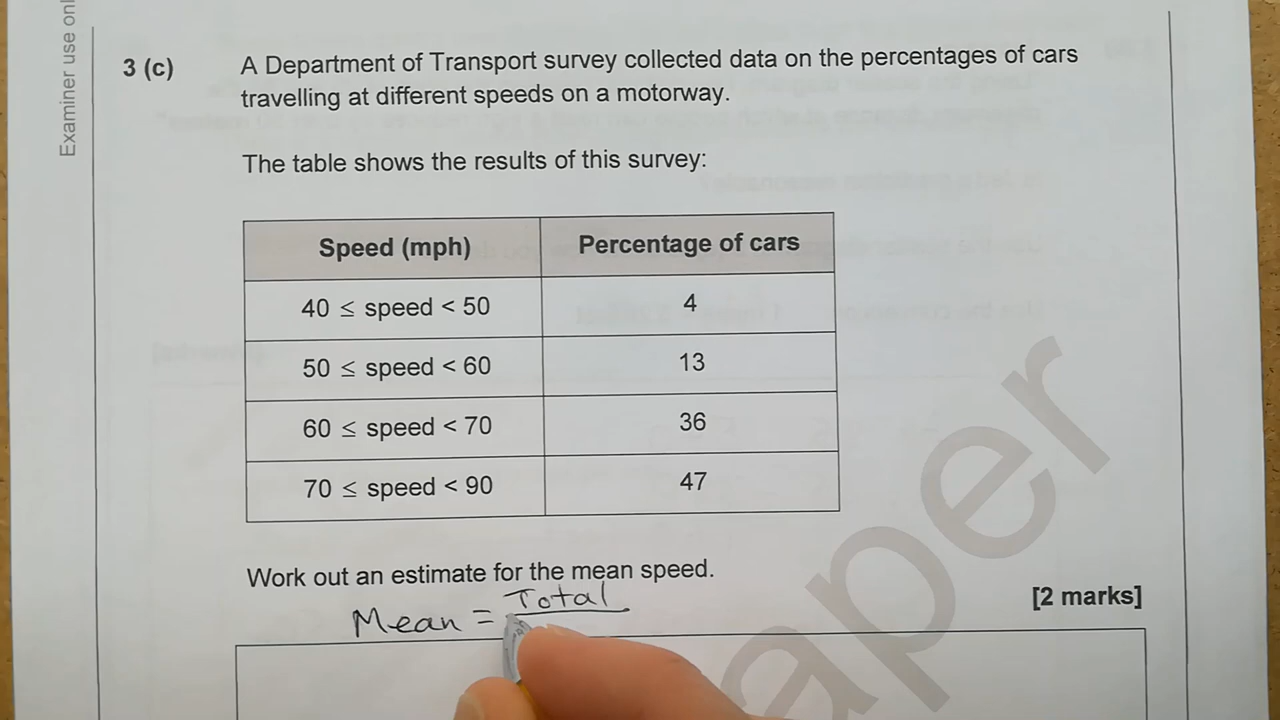 Examiner use onl
3 (c)
A Department of Transport survey collected data on the percentages of cars
travelling at different speeds on a motorway.
The table shows the results of this survey:
Speed (mph) Percentage of cars
40 ≤ speed < 50 4
50 ≤ speed < 60 13
60 ≤ speed < 70 36
70 ≤ speed < 90 47
Work out an estimate for the mean speed.
[2 marks]
Mean = Total
aper